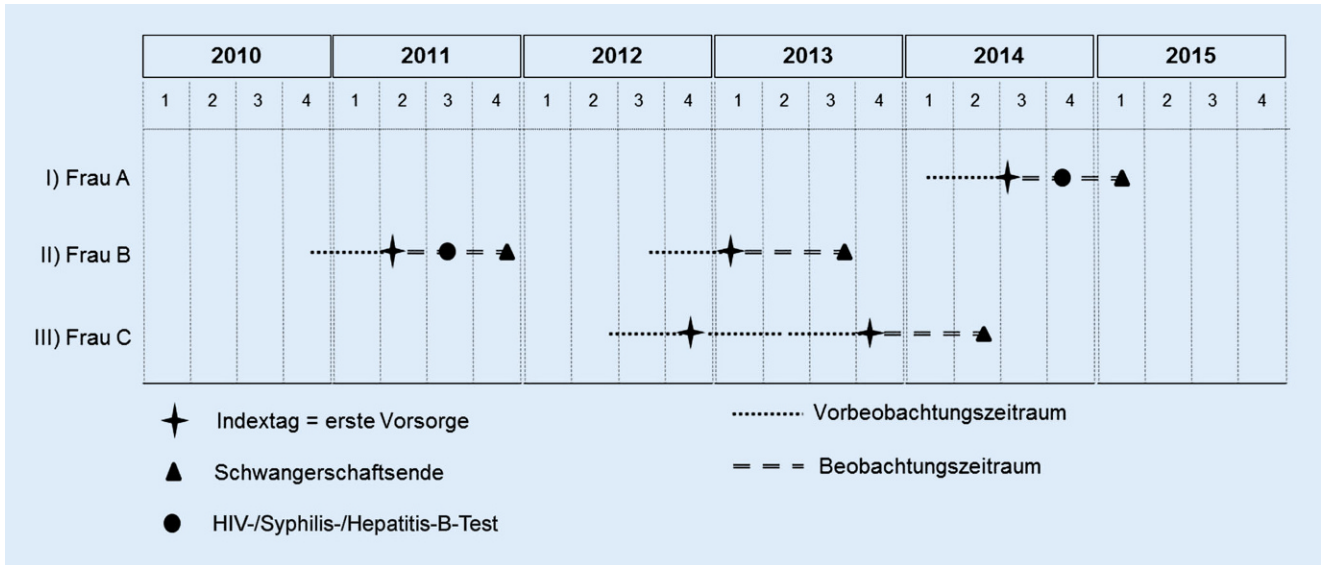 2010 2011 2012 2013 2014 2015
1 2 3 4 1 2 3 4 1 2 3 4 1 2 3 4 1 2 3 4 1 2 3 4
I) Frau A
II) Frau B
III) Frau C
Indextag = erste Vorsorge
Schwangerschaftsende
HIV-/Syphilis-/Hepatitis-B-Test
Vorbeobachtungszeitraum
Beobachtungszeitraum